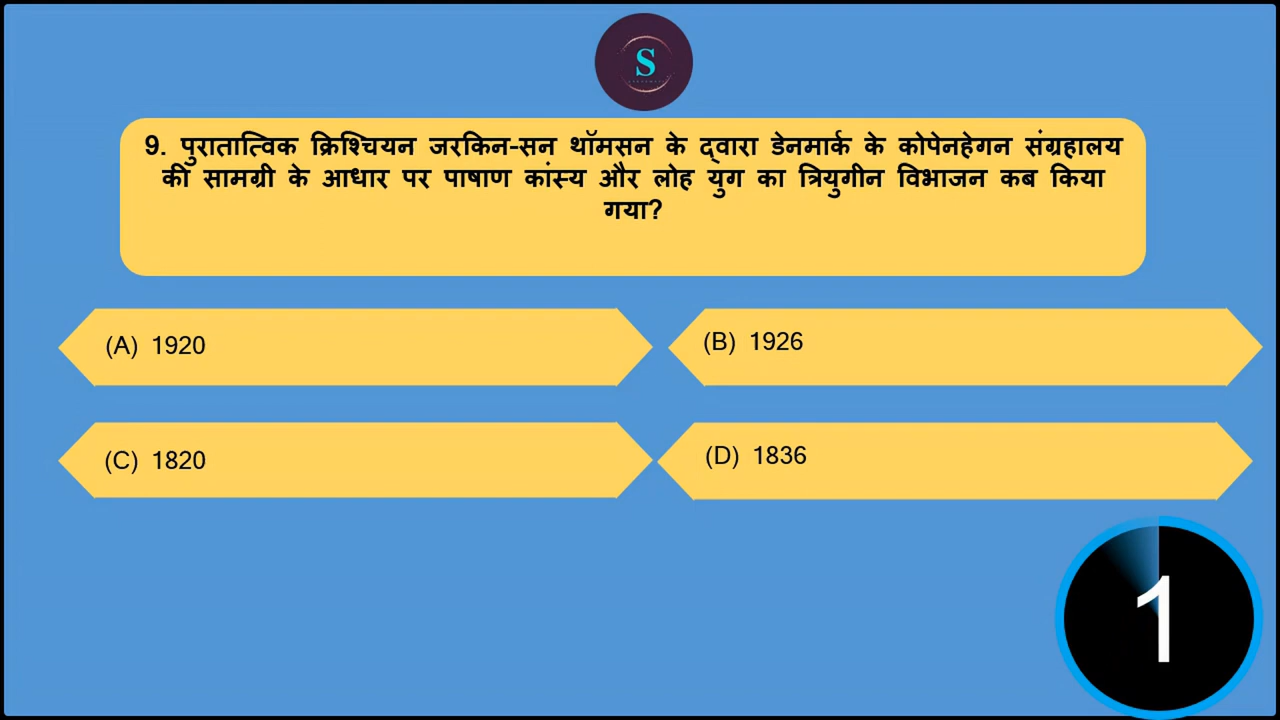 S
9. पुरातात्विक क्रिश्चियन जरकिन-सन थॉमसन के द्वारा डेनमार्क के कोपेनहेगन संग्रहालय
की सामग्री के आधार पर पाषाण कांस्य और लोह युग का त्रियुगीन विभाजन कब किया
गया?
(A) 1920
(B) 1926
(C) 1820
(D) 1836
1